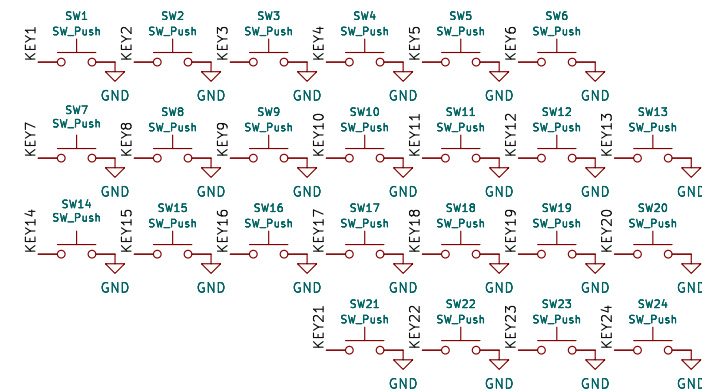 SW1 SW2 SW3 SW4 SW5 SW6
SW_Push SW_Push SW_Push SW_Push SW_Push SW_Push
KEY1 KEY2 KEY3 KEY4 KEY5 KEY6
GND GND GND GND GND GND
SW7 SW8 SW9 SW10 SW11 SW12 SW13
SW_Push SW_Push SW_Push SW_Push SW_Push SW_Push SW_Push
KEY7 KEY8 KEY9 KEY10 KEY11 KEY12 KEY13
GND GND GND GND GND GND GND
SW14 SW15 SW16 SW17 SW18 SW19 SW20
SW_Push SW_Push SW_Push SW_Push SW_Push SW_Push SW_Push
KEY14 KEY15 KEY16 KEY17 KEY18 KEY19 KEY20
GND GND GND GND GND GND GND
SW21 SW22 SW23 SW24
SW_Push SW_Push SW_Push SW_Push
KEY21 KEY22 KEY23 KEY24
GND GND GND GND